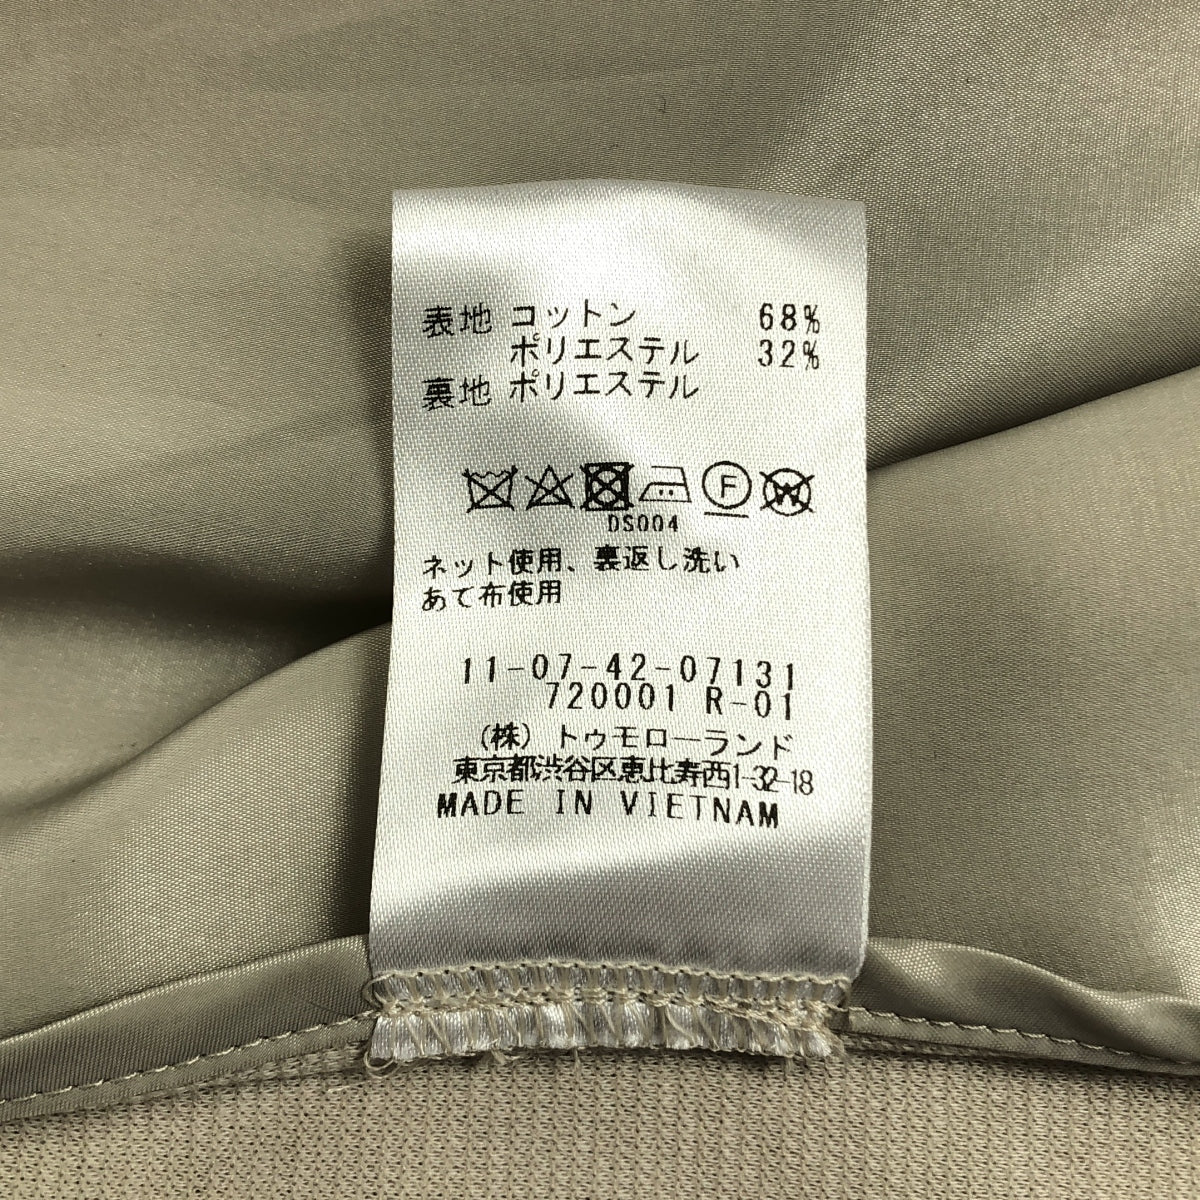 表地 コットン 68%
ポリエステル 32%
裏地 ポリエステル
F W
DS004
ネット使用、裏返し洗い
あて布使用
11-07-42-07131
720001 R-01
(株) トゥモローランド
東京都渋谷区恵比寿西1-32-18
MADE IN VIETNAM